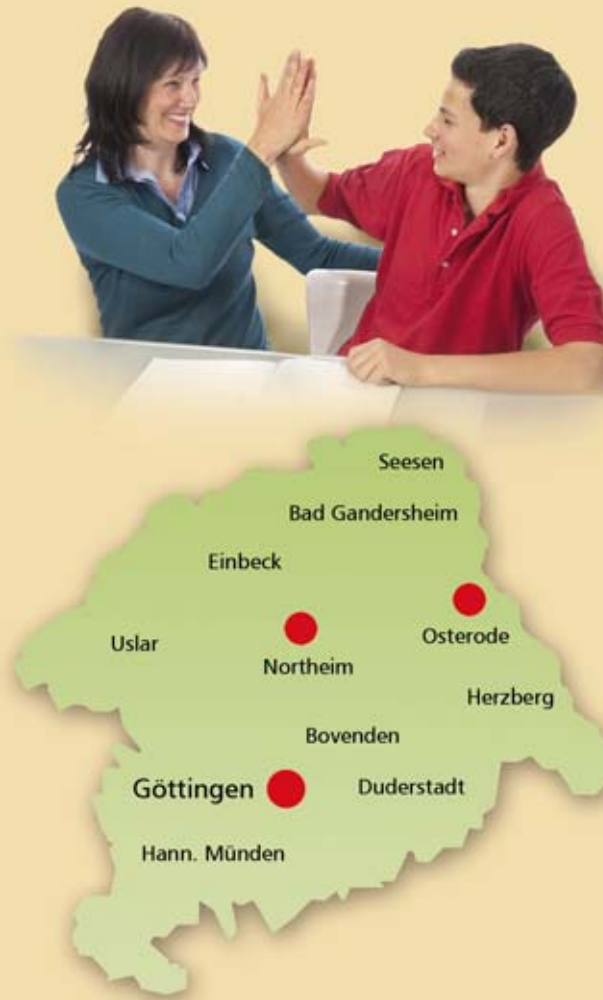 Seesen
Bad Gandersheim
Einbeck
Osterode
Uslar
Northeim
Herzberg
Bovenden
Göttingen
Duderstadt
Hann. Münden